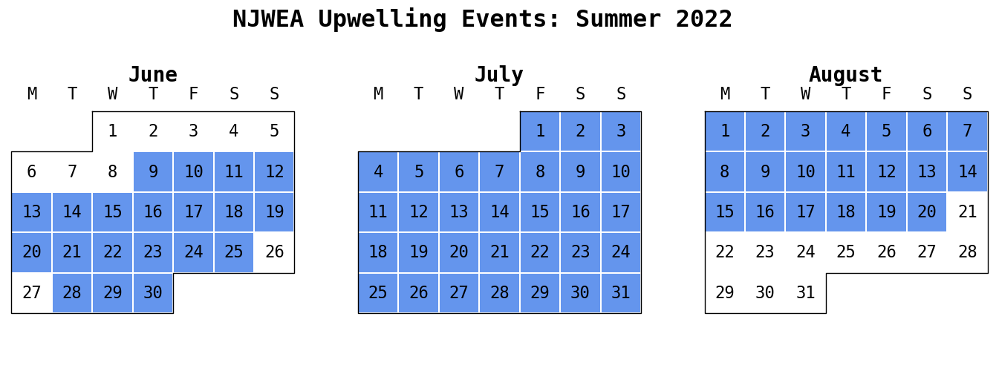 NJWEA Upwelling Events: Summer 2022
June
M T W T F S S
1 2 3 4 5
6 7 8 9 10 11 12
13 14 15 16 17 18 19
20 21 22 23 24 25 26
27 28 29 30
July
M T W T F S S
1 2 3
4 5 6 7 8 9 10
11 12 13 14 15 16 17
18 19 20 21 22 23 24
25 26 27 28 29 30 31
August
M T W T F S S
1 2 3 4 5 6 7
8 9 10 11 12 13 14
15 16 17 18 19 20 21
22 23 24 25 26 27 28
29 30 31